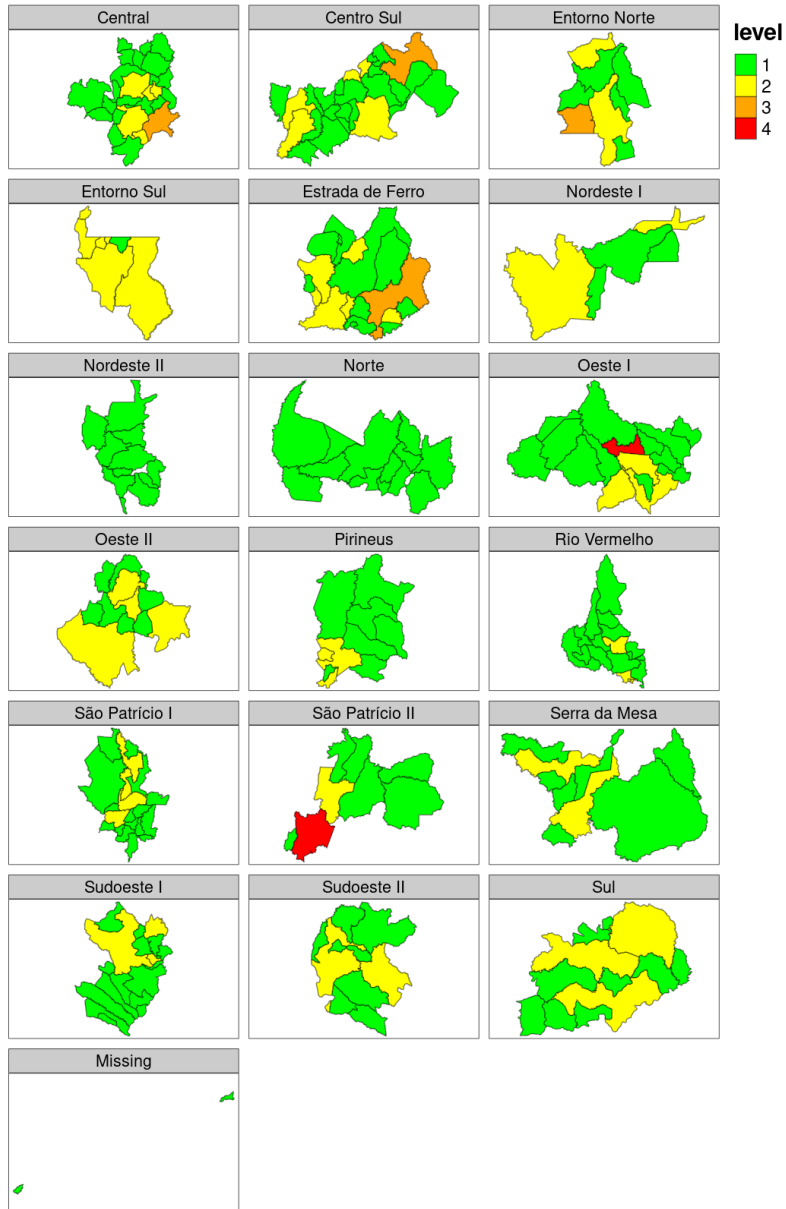 Central
Centro Sul
Entorno Norte
level
1
2
3
4
Entorno Sul
Estrada de Ferro
Nordeste I
Nordeste II
Norte
Oeste I
Oeste II
Pirineus
Rio Vermelho
São Patrício I
São Patrício II
Serra da Mesa
Sudoeste I
Sudoeste II
Sul
Missing